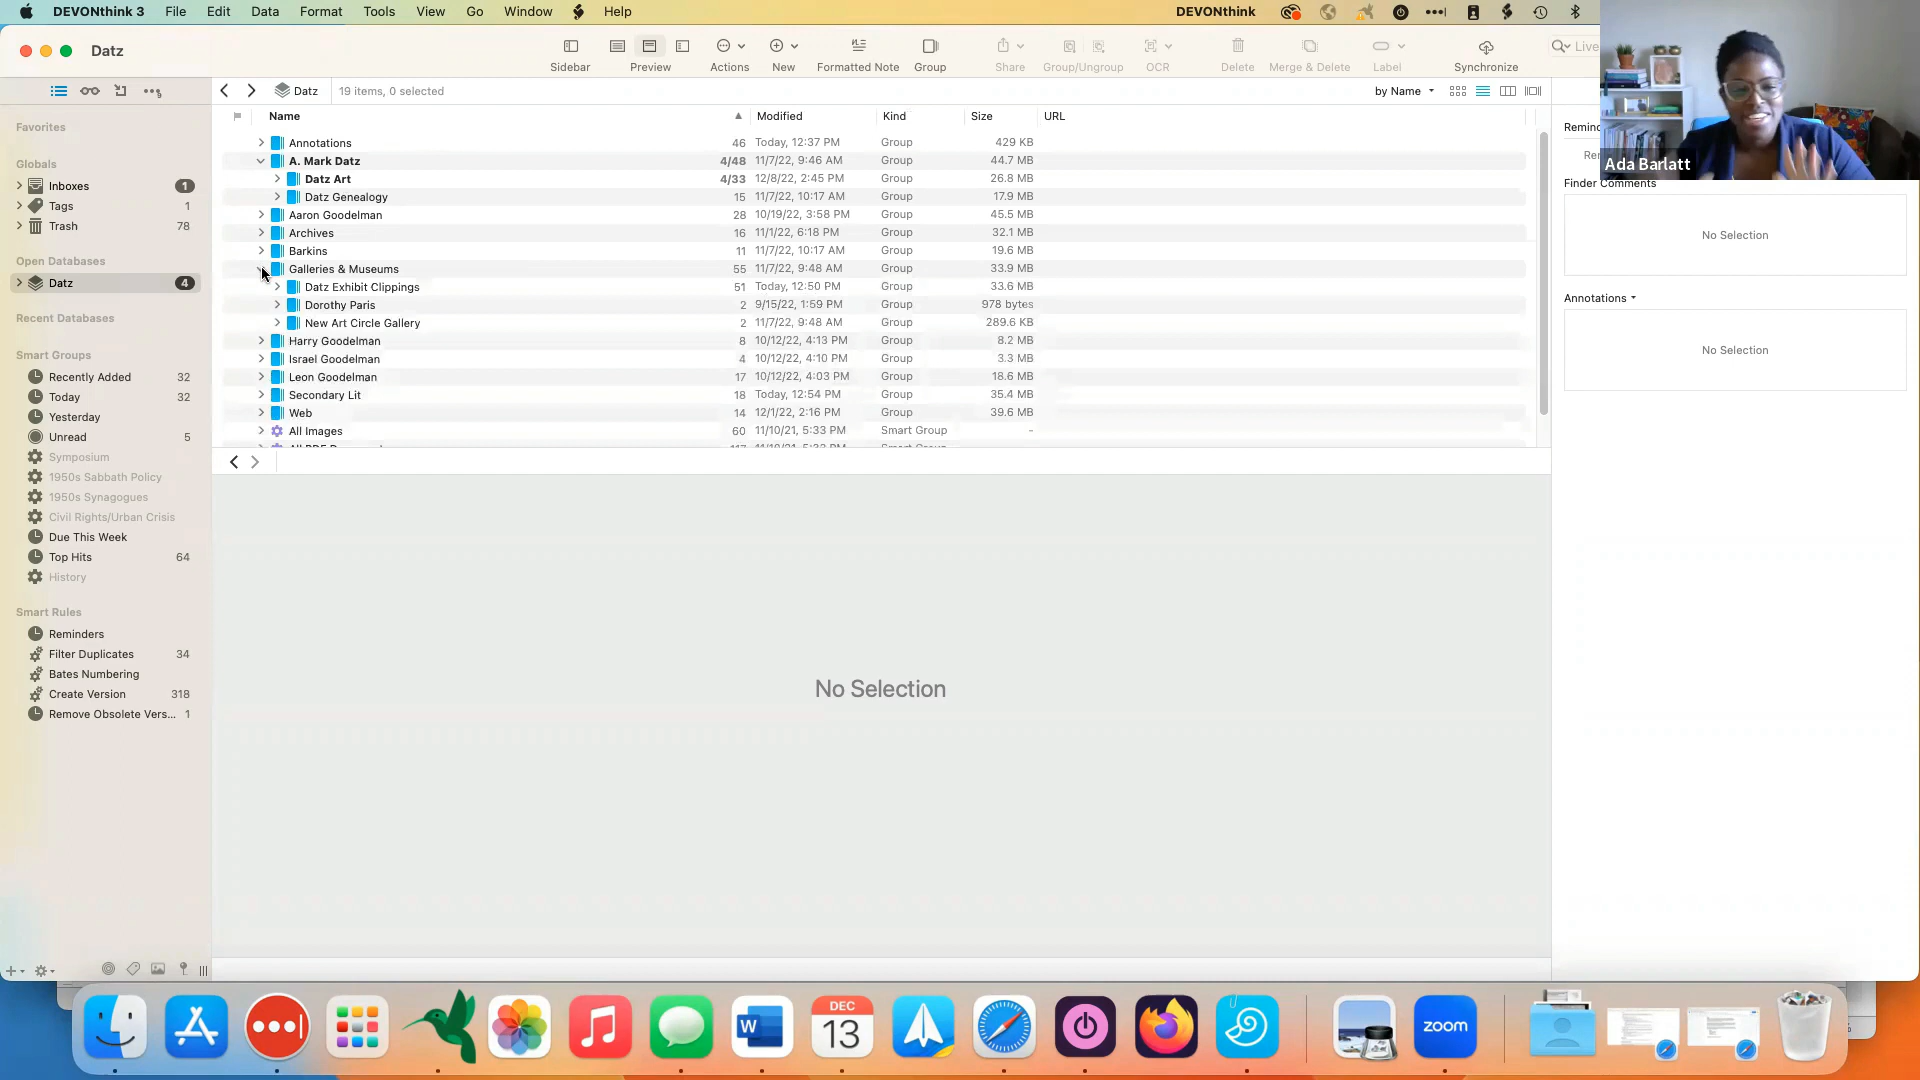 DEVONthink 3 File Edit Data Format Tools View Go Window Help DEVONthink
Datz
Sidebar Preview Actions New Formatted Note Group Share Group/Ungroup OCR Delete Merge & Delete Label Synchronize Live
Datz 19 items, 0 selected by Name
Name Modified Kind Size URL
Annotations 46 Today, 12:37 PM Group 429 KB
A. Mark Datz 4/48 11/7/22, 9:46 AM Group 44.7 MB
Datz Art 4/33 12/8/22, 2:45 PM Group 26.8 MB
Datz Genealogy 15 11/7/22, 10:17 AM Group 17.9 MB
Aaron Goodelman 28 10/19/22, 3:58 PM Group 45.5 MB
Archives 16 11/1/22, 6:18 PM Group 32.1 MB
Barkins 11 11/7/22, 10:17 AM Group 19.6 MB
Galleries & Museums 55 11/7/22, 9:48 AM Group 33.9 MB
Datz Exhibit Clippings 51 Today, 12:50 PM Group 33.6 MB
Dorothy Paris 2 9/15/22, 1:59 PM Group 978 bytes
New Art Circle Gallery 2 11/7/22, 9:48 AM Group 289.6 KB
Harry Goodelman 8 10/12/22, 4:13 PM Group 8.2 MB
Israel Goodelman 4 10/12/22, 4:10 PM Group 3.3 MB
Leon Goodelman 17 10/12/22, 4:03 PM Group 18.6 MB
Secondary Lit 18 Today, 12:54 PM Group 35.4 MB
Web 14 12/1/22, 2:16 PM Group 39.6 MB
All Images 60 11/10/21, 5:33 PM Smart Group -
Favorites
Globals
Inboxes 1
Tags 1
Trash 78
Open Databases
Datz 4
Recent Databases
Smart Groups
Recently Added 32
Today 32
Yesterday
Unread 5
Symposium
1950s Sabbath Policy
1950s Synagogues
Civil Rights/Urban Crisis
Due This Week
Top Hits 64
History
Smart Rules
Reminders
Filter Duplicates 34
Bates Numbering
Create Version 318
Remove Obsolete Vers... 1
No Selection
Ada Barlatt
Finder Comments
No Selection
Annotations
No Selection
W
DEC
13
zoom